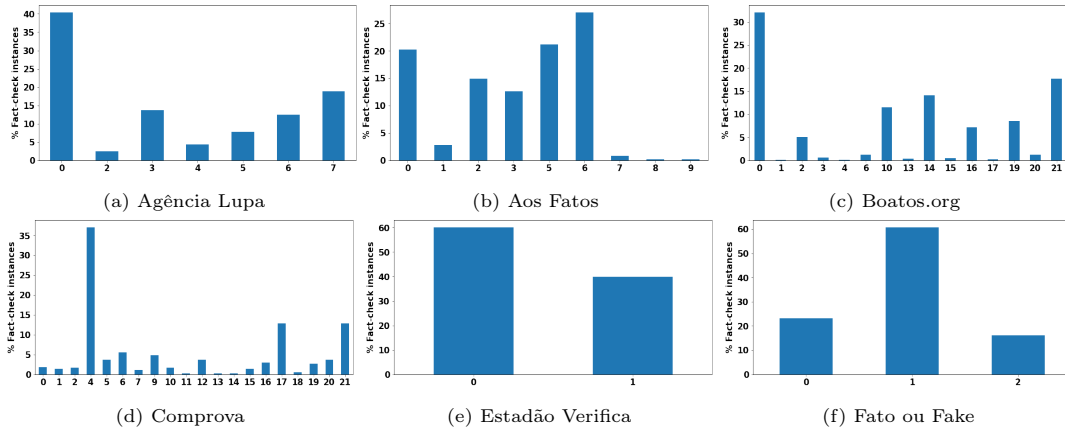 % Fact-check instances
40
35
30
25
20
15
10
5
0
0 2 3 4 5 6 7
(a) Agência Lupa
% Fact-check instances
25
20
15
10
5
0
0 1 2 3 5 6 7 8 9
(b) Aos Fatos
% Fact-check instances
30
25
20
15
10
5
0
0 1 2 3 4 6 10 13 14 15 16 17 19 20 21
(c) Boatos.org
% Fact-check instances
35
30
25
20
15
10
5
0
0 1 2 4 5 6 7 9 10 11 12 13 14 15 16 17 18 19 20 21
(d) Comprova
% Fact-check instances
60
50
40
30
20
10
0
0 1
(e) Estadão Verifica
% Fact-check instances
60
50
40
30
20
10
0
0 1 2
(f) Fato ou Fake